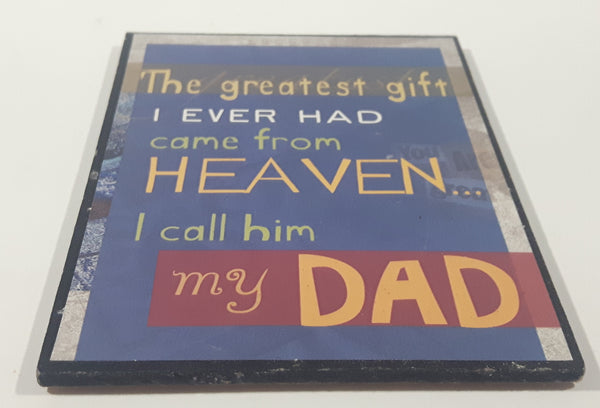 The greatest gift
I EVER HAD
came from
HEAVEN...
I call him
my DAD